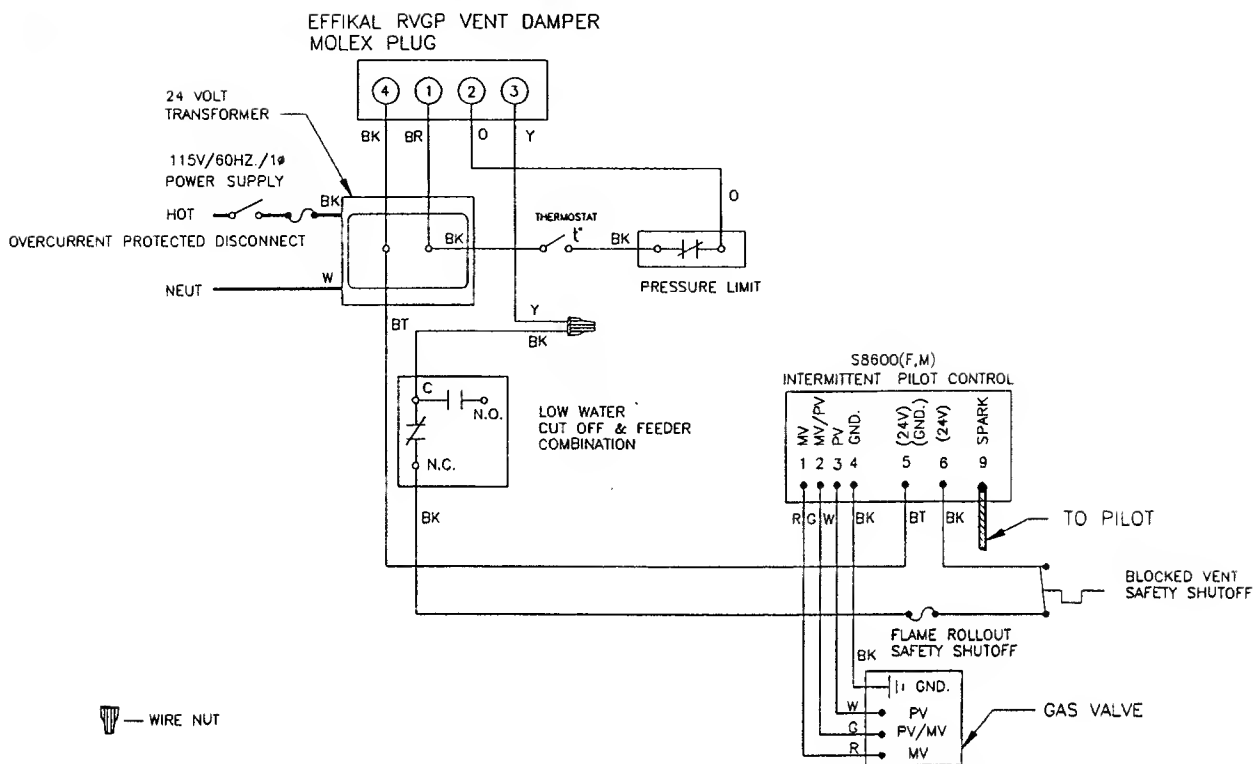 EFFIKAL RVGP VENT DAMPER
MOLEX PLUG
4 1 2 3
24 VOLT
TRANSFORMER
BK BR O Y
115V/60HZ./1ø
POWER SUPPLY
BK
HOT
OVERCURRENT PROTECTED DISCONNECT
W
NEUT
BK
THERMOSTAT
t°
BK
O
PRESSURE LIMIT
BT
Y
BK
C
N.O.
N.C.
LOW WATER
CUT OFF & FEEDER
COMBINATION
BK
S8600(F,M)
INTERMITTENT PILOT CONTROL
MV
MV/PV
PV
GND.
(24V)
(GND.)
(24V)
SPARK
1 2 3 4 5 6 9
R G W BK BT BK
TO PILOT
BLOCKED VENT
SAFETY SHUTOFF
FLAME ROLLOUT
SAFETY SHUTOFF
BK
GND.
W PV
G PV/MV
R MV
GAS VALVE
WIRE NUT